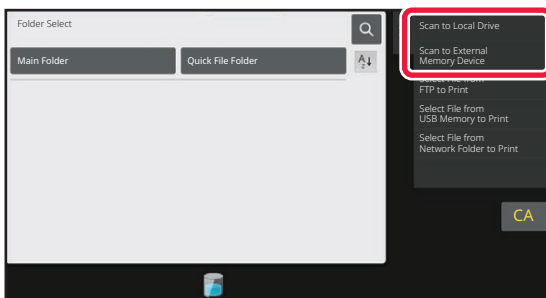 Folder Select
Main Folder
Quick File Folder
A
Z
Scan to Local Drive
Scan to External
Memory Device
Select File from
FTP to Print
Select File from
USB Memory to Print
Select File from
Network Folder to Print
CA